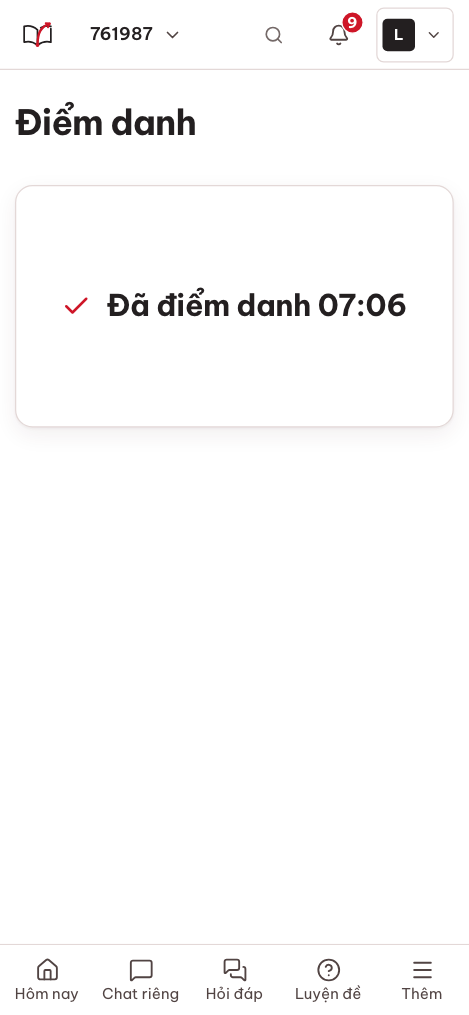 761987
9
L
Điểm danh
Đã điểm danh 07:06
Hôm nay
Chat riêng
Hỏi đáp
Luyện đề
Thêm